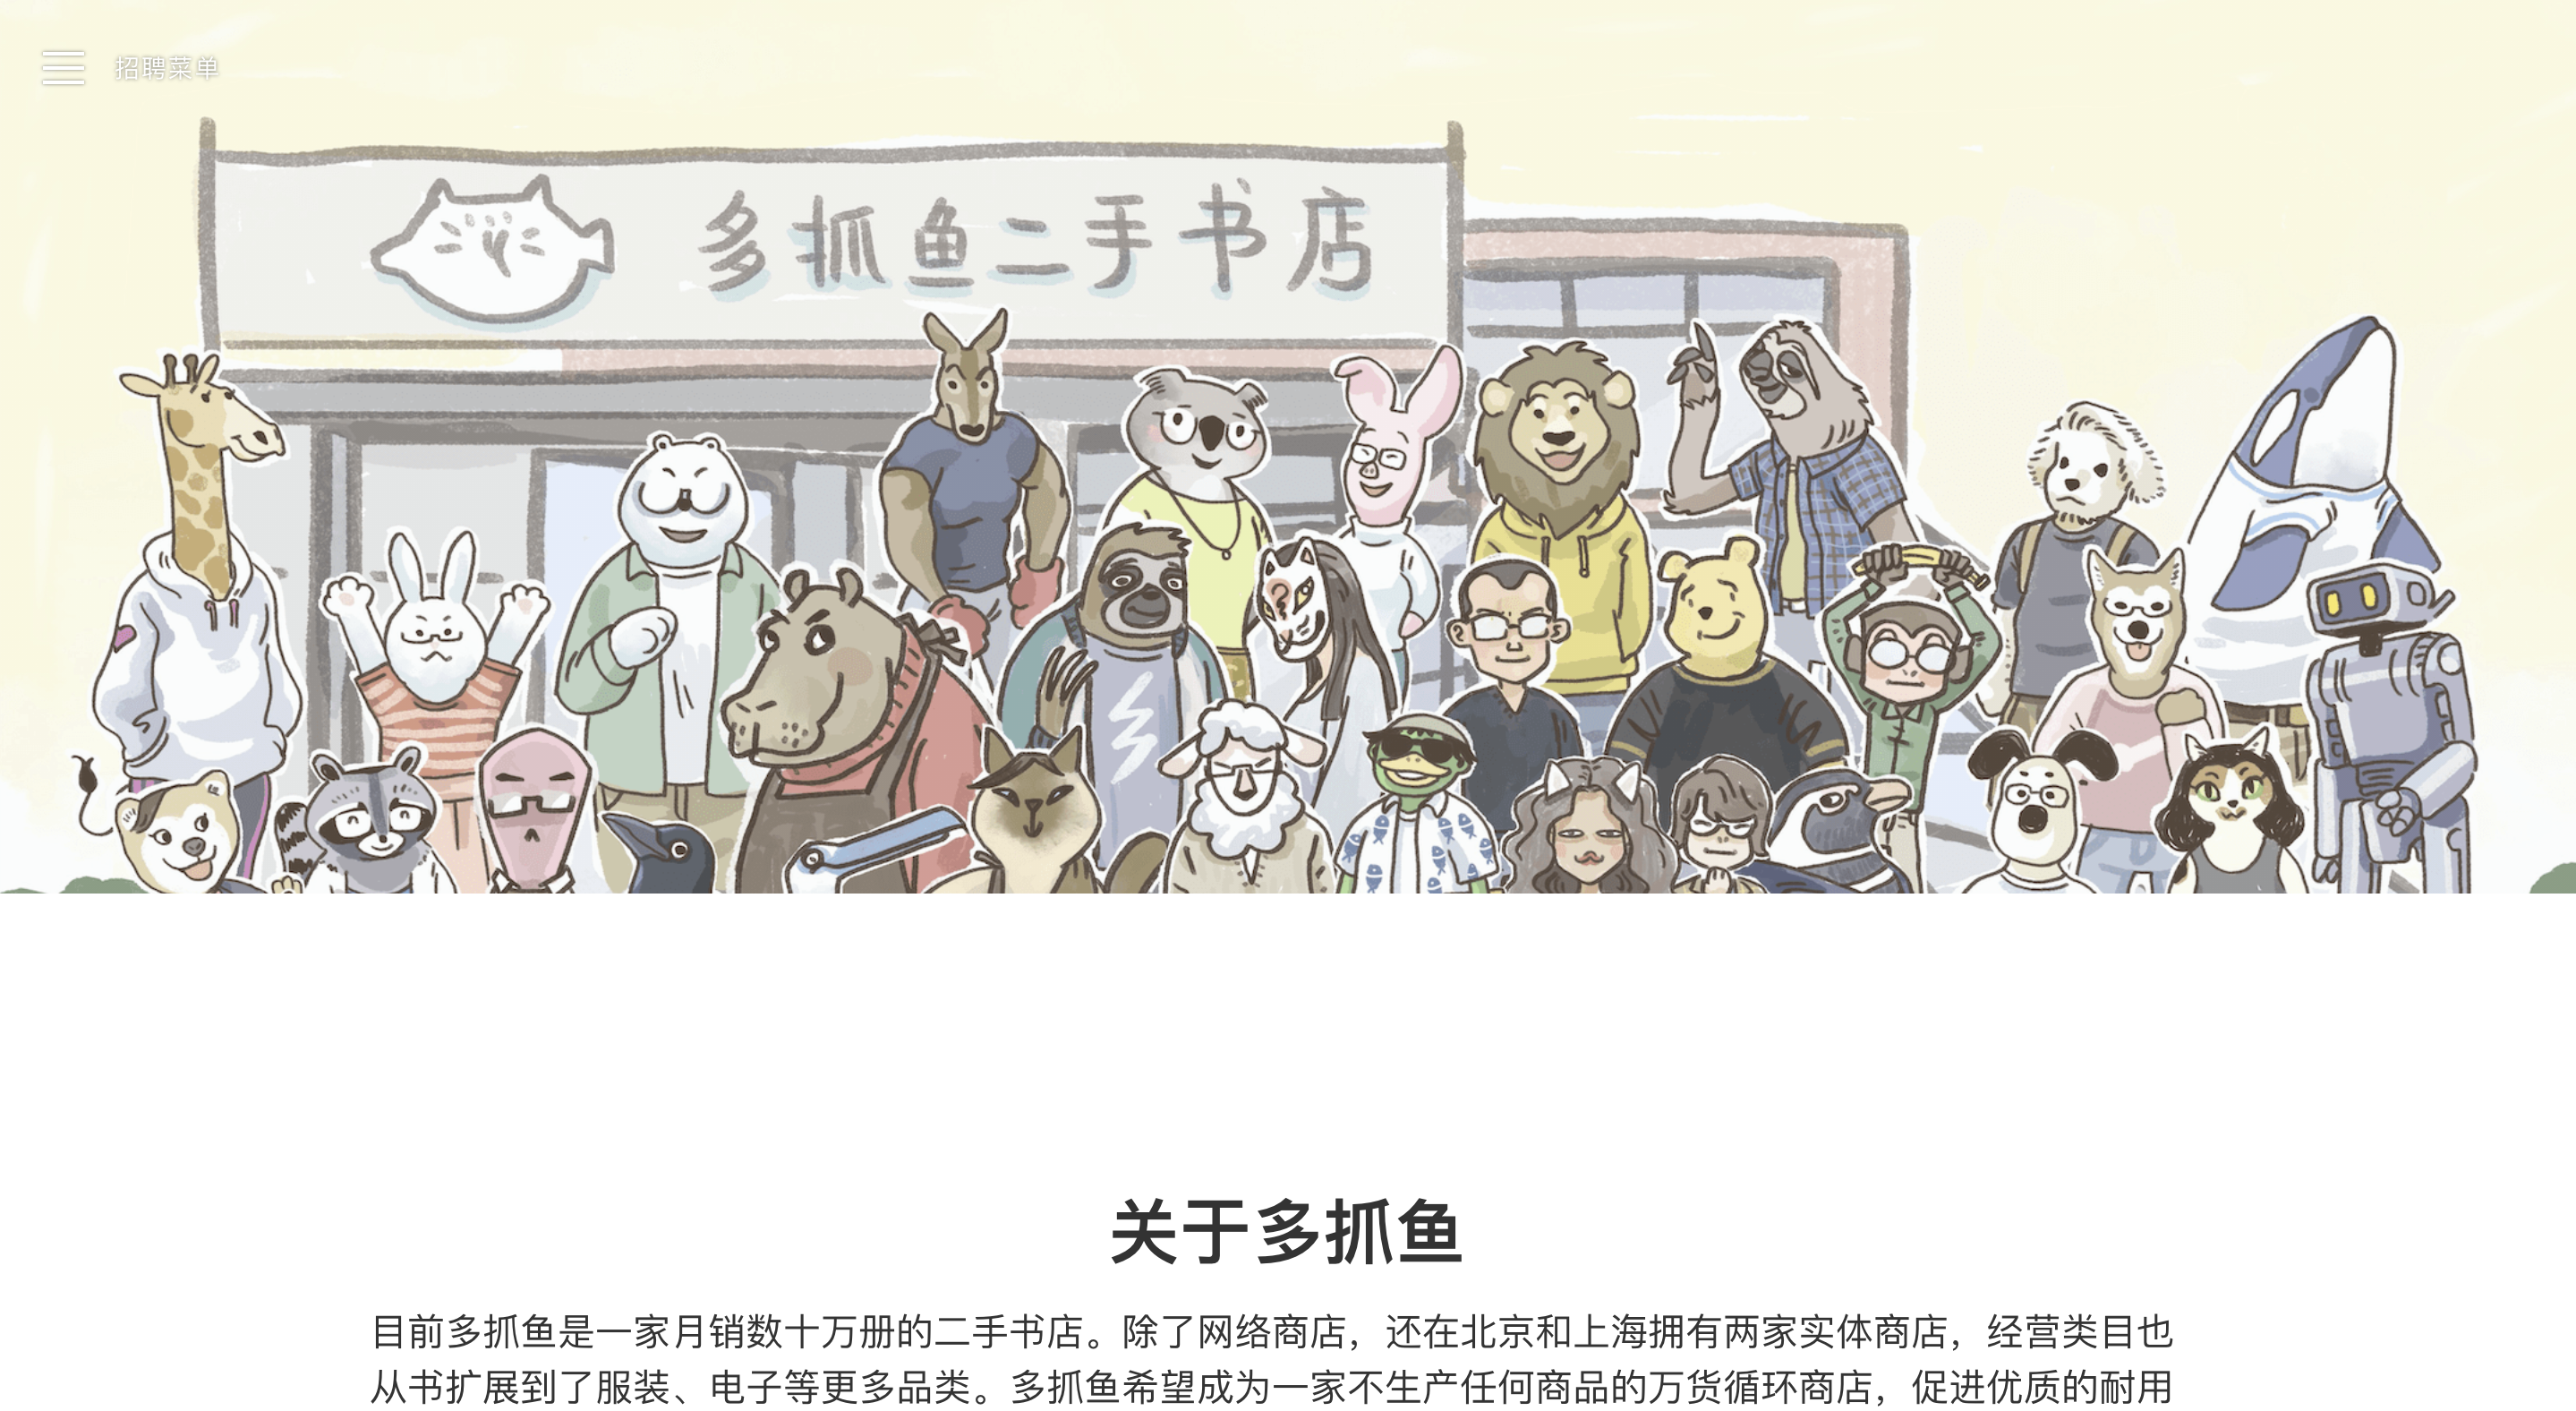 招聘菜单
多抓鱼二手书店
关于多抓鱼
目前多抓鱼是一家月销数十万册的二手书店。除了网络商店，还在北京和上海拥有两家实体商店，经营类目也
从书扩展到了服装、电子等更多品类。多抓鱼希望成为一家不生产任何商品的万货循环商店，促进优质的耐用